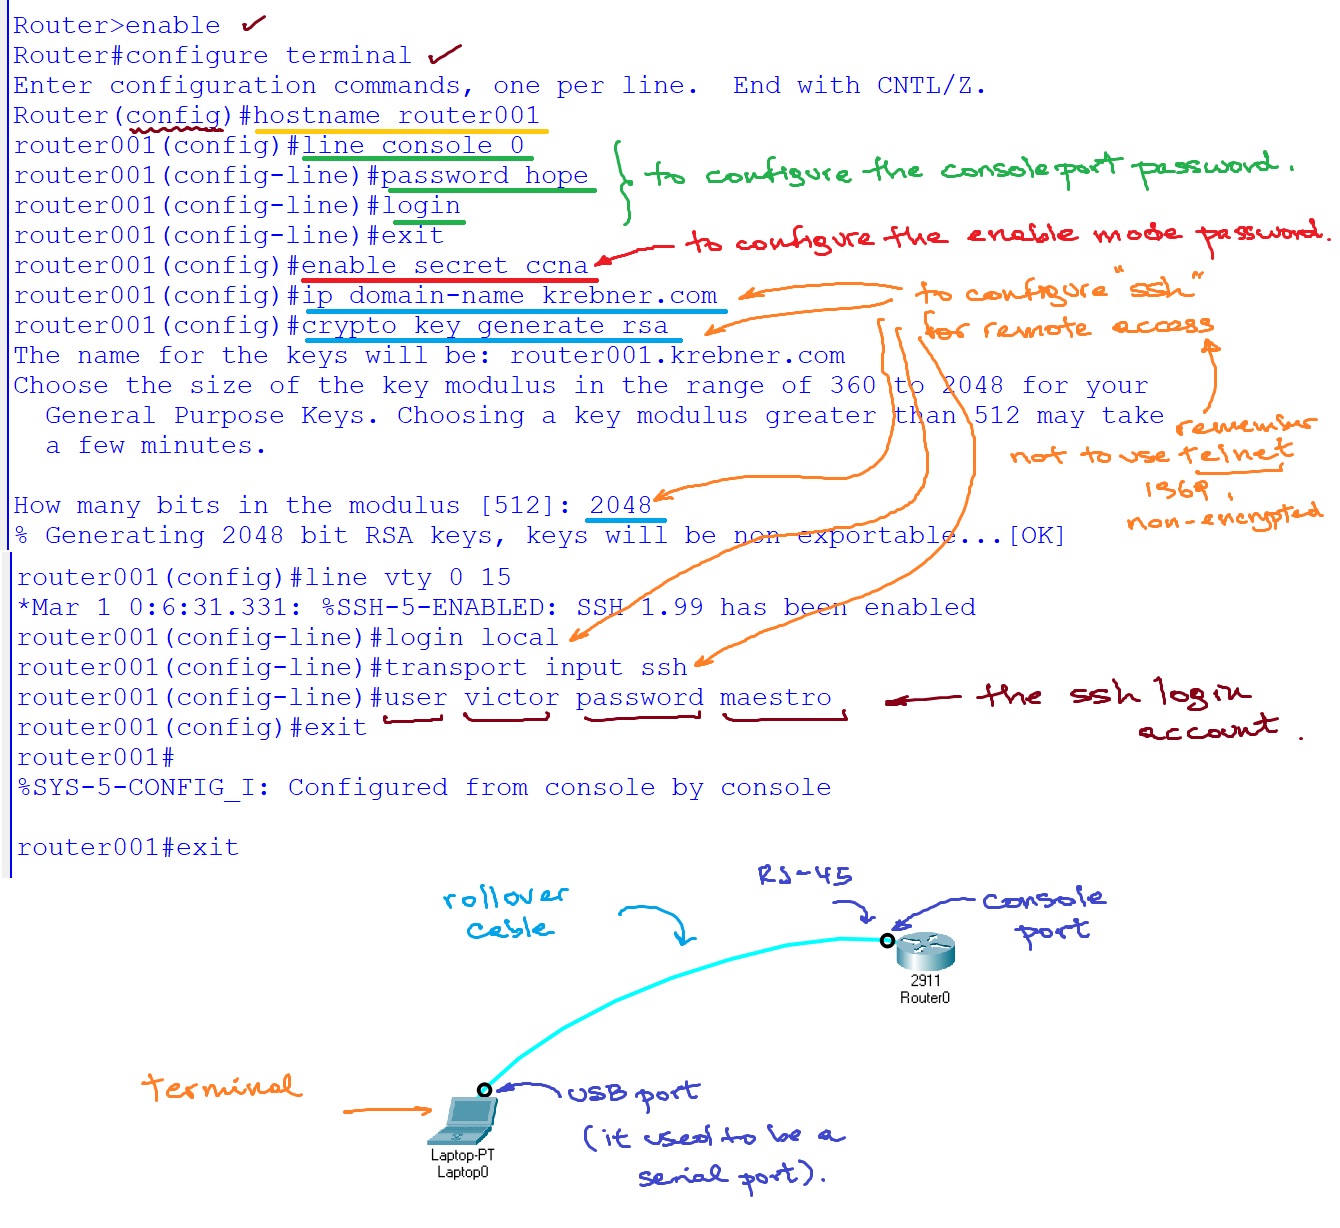 Router>enable
Router#configure terminal
Enter configuration commands, one per line.  End with CNTL/Z.
Router(config)#hostname router001
router001(config)#line console 0
router001(config-line)#password hope
to configure the console port password.
router001(config-line)#login
router001(config-line)#exit
to configure the enable mode password.
router001(config)#enable secret ccna
router001(config)#ip domain-name krebner.com
to configure "ssh"
router001(config)#crypto key generate rsa
for remote access
The name for the keys will be: router001.krebner.com
Choose the size of the key modulus in the range of 360 to 2048 for your
General Purpose Keys. Choosing a key modulus greater than 512 may take
a few minutes.
remember
not to use telnet
1969,
non-encrypted
How many bits in the modulus [512]: 2048
% Generating 2048 bit RSA keys, keys will be non-exportable...[OK]
router001(config)#line vty 0 15
*Mar 1 0:6:31.331: %SSH-5-ENABLED: SSH 1.99 has been enabled
router001(config-line)#login local
router001(config-line)#transport input ssh
router001(config-line)#user victor password maestro
the ssh login
account.
router001(config)#exit
router001#
%SYS-5-CONFIG_I: Configured from console by console
router001#exit
RJ-45
rollover
cable
console
port
2911
Router0
terminal
USB port
(it used to be a
serial port).
Laptop-PT
Laptop0